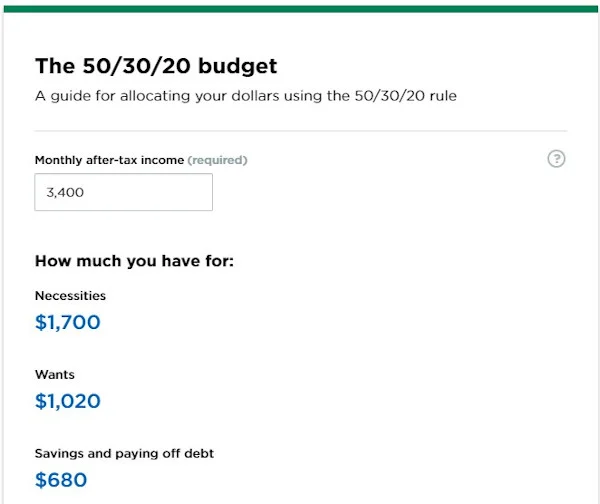 The 50/30/20 budget
A guide for allocating your dollars using the 50/30/20 rule
Monthly after-tax income (required)
?
3,400
How much you have for:
Necessities
$1,700
Wants
$1,020
Savings and paying off debt
$680